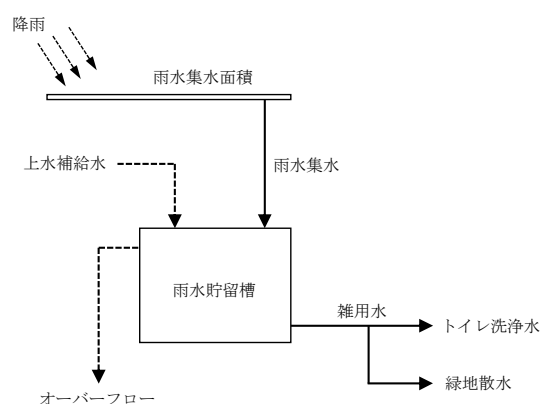 降雨
雨水集水面積
上水補給水
雨水集水
雨水貯留槽
雑用水
トイレ洗浄水
緑地散水
オーバーフロー